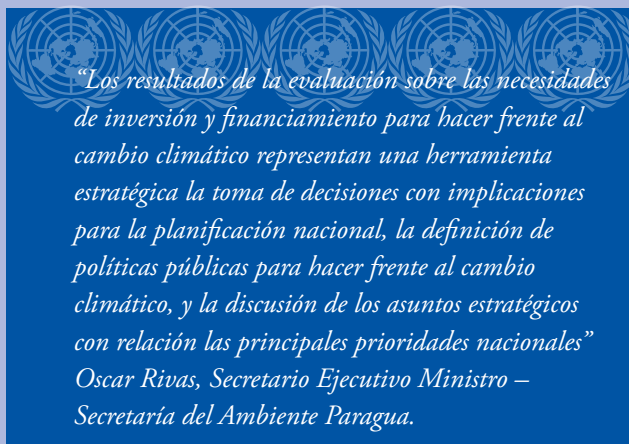 “Los resultados de la evaluación sobre las necesidades
de inversión y financiamiento para hacer frente al
cambio climático representan una herramienta
estratégica la toma de decisiones con implicaciones
para la planificación nacional, la definición de
políticas públicas para hacer frente al cambio
climático, y la discusión de los asuntos estratégicos
con relación las principales prioridades nacionales”
Oscar Rivas, Secretario Ejecutivo Ministro –
Secretaría del Ambiente Paragua.